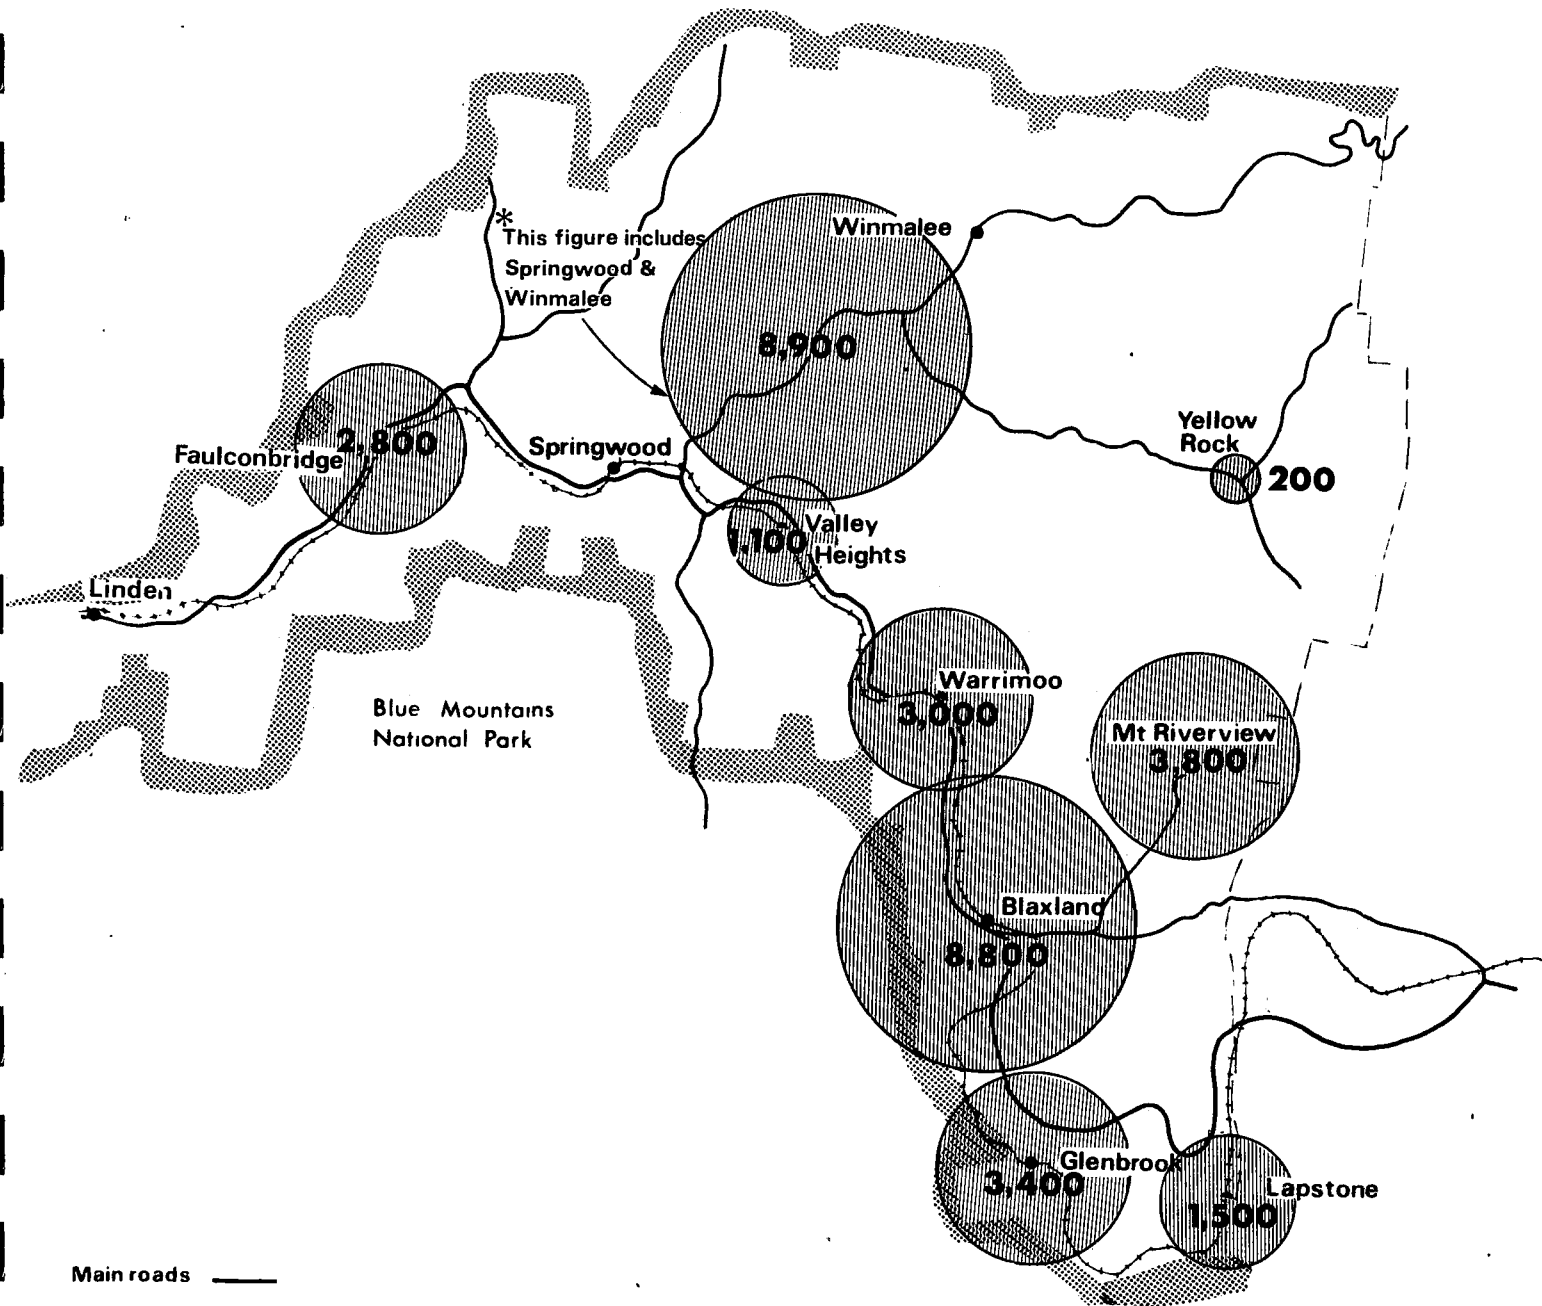 Winmalee
*
This figure includes
Springwood &
Winmalee
8,900
Yellow
Rock
200
2,800
Faulconbridge
Springwood
Valley
Heights
1,100
Linden
Warrimoo
3,000
Blue Mountains
National Park
Mt Riverview
3,800
Blaxland
8,800
Glenbrook
3,400
Lapstone
1,500
Main roads